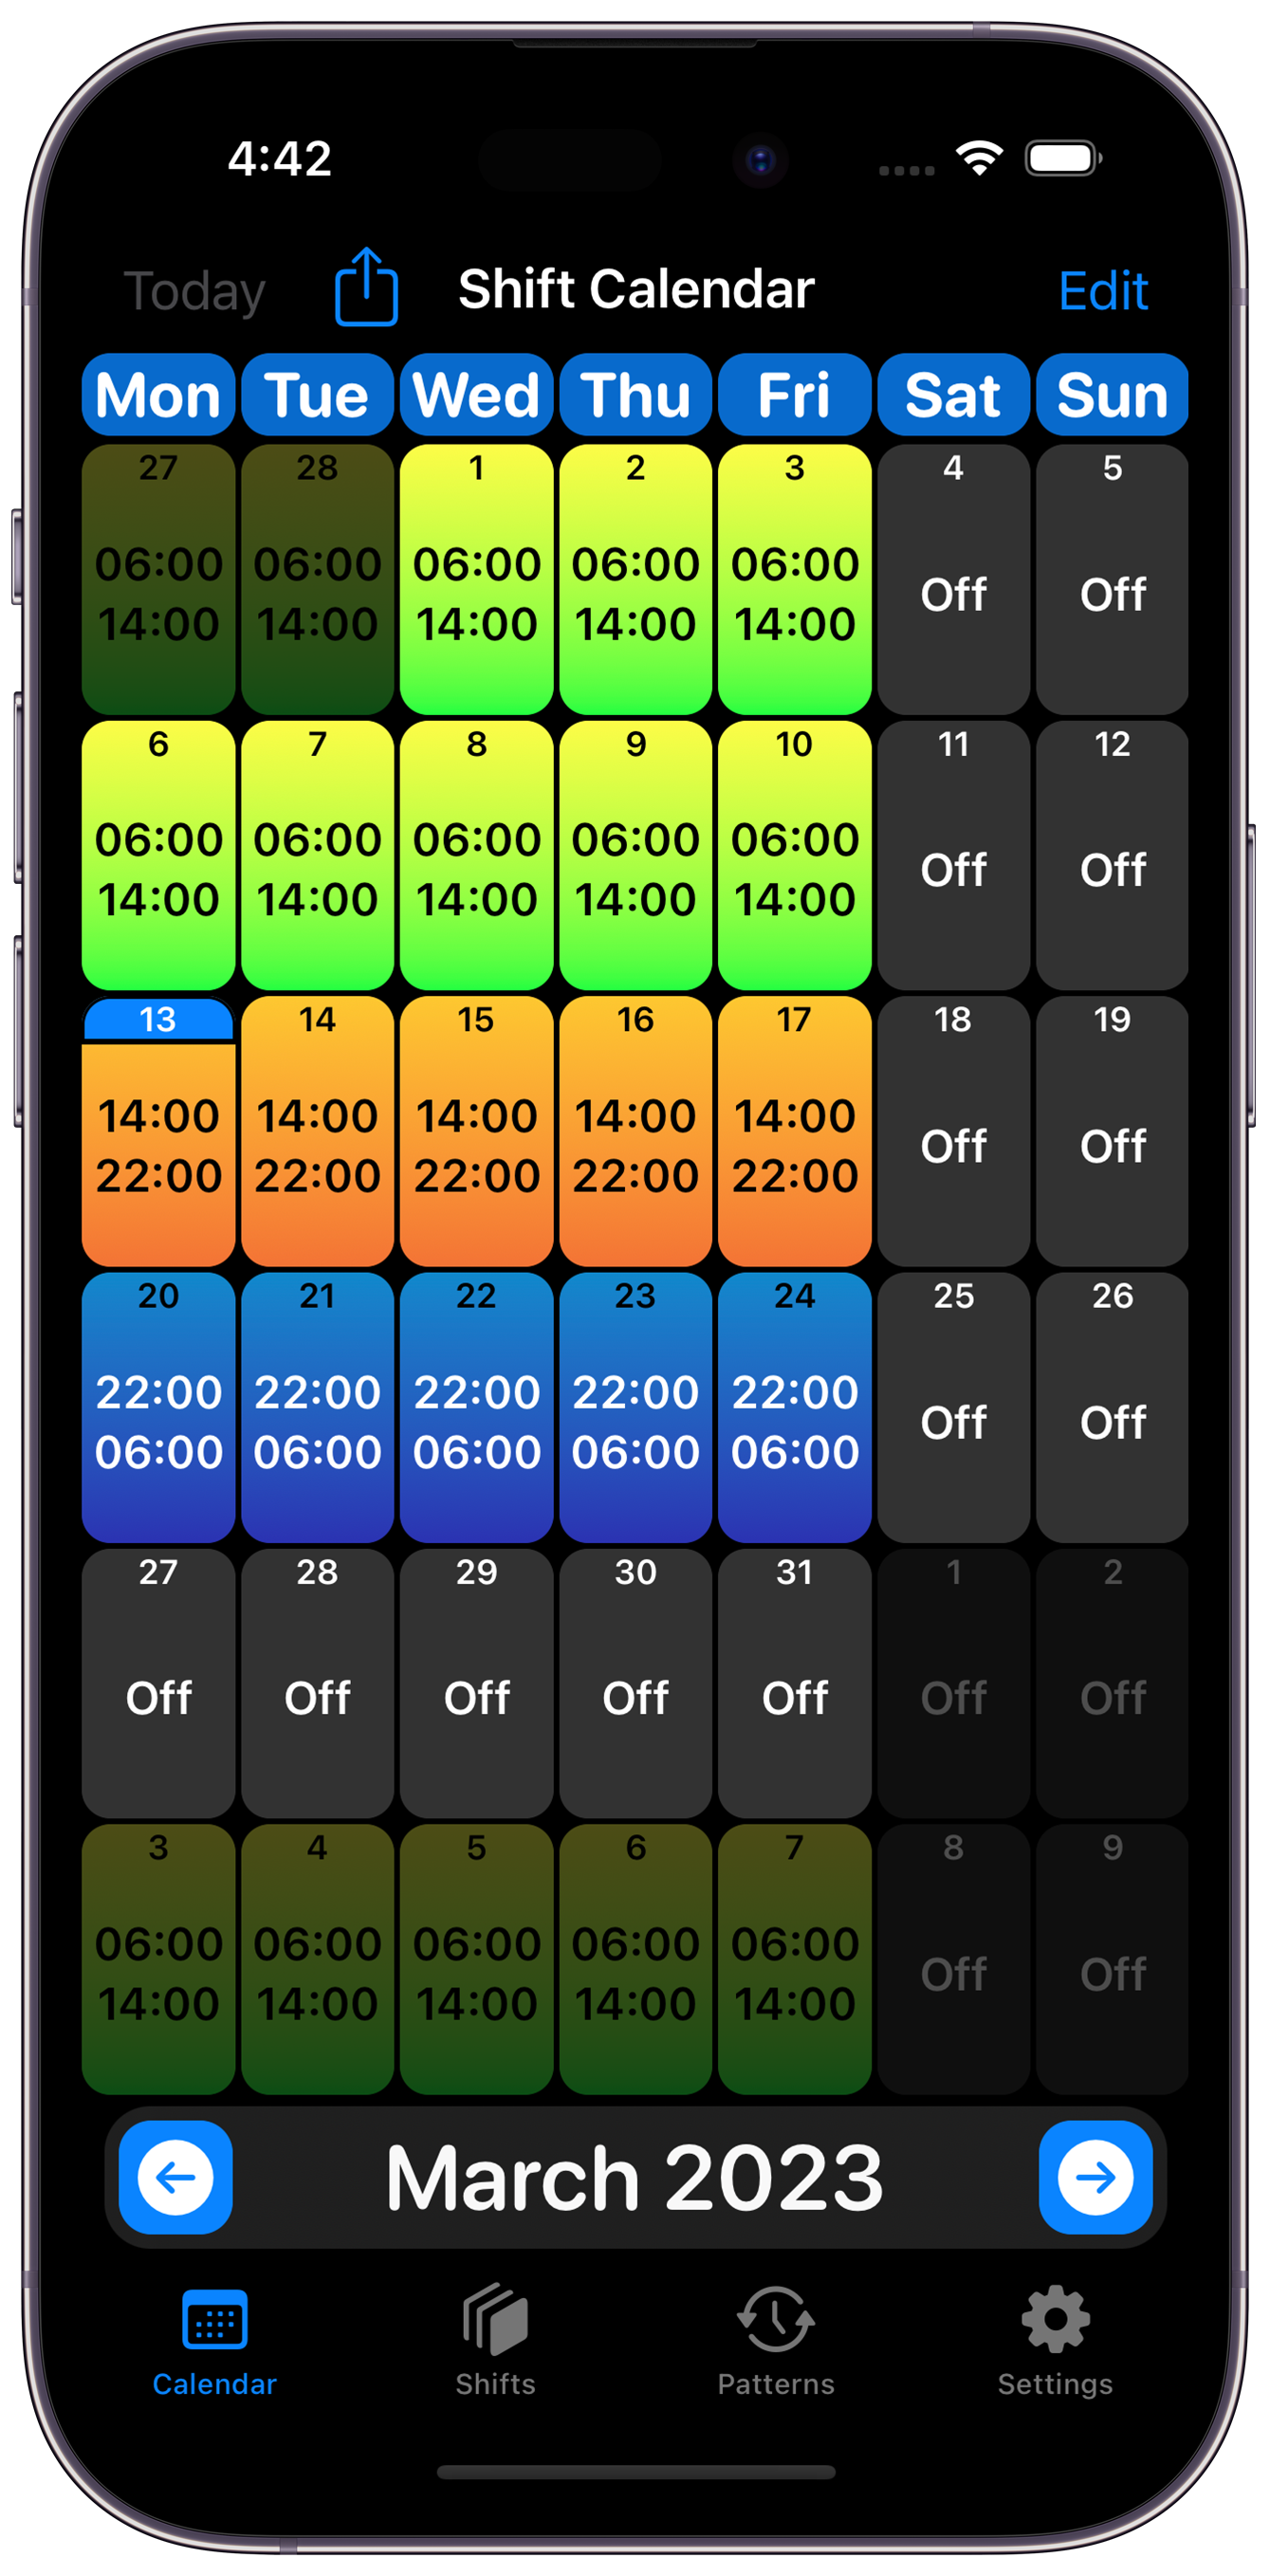 4:42
Today Shift Calendar Edit
Mon Tue Wed Thu Fri Sat Sun
27 28 1 2 3 4 5
06:00 06:00 06:00 06:00 06:00 Off Off
14:00 14:00 14:00 14:00 14:00
6 7 8 9 10 11 12
06:00 06:00 06:00 06:00 06:00 Off Off
14:00 14:00 14:00 14:00 14:00
13 14 15 16 17 18 19
14:00 14:00 14:00 14:00 14:00 Off Off
22:00 22:00 22:00 22:00 22:00
20 21 22 23 24 25 26
22:00 22:00 22:00 22:00 22:00 Off Off
06:00 06:00 06:00 06:00 06:00
27 28 29 30 31 1 2
Off Off Off Off Off Off Off
3 4 5 6 7 8 9
06:00 06:00 06:00 06:00 06:00 Off Off
14:00 14:00 14:00 14:00 14:00
March 2023
Calendar Shifts Patterns Settings